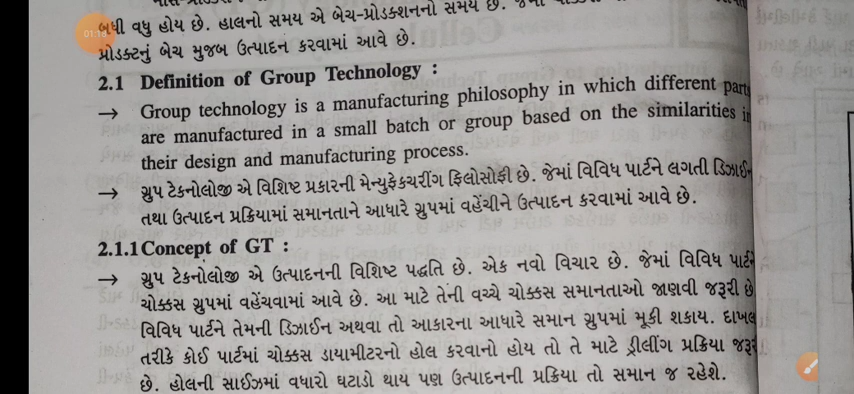 બધી વધુ હોય છે. હાલનો સમય એ બેચ-પ્રોડક્શનનો સમય છે.
પ્રોડક્ટનું બેચ મુજબ ઉત્પાદન કરવામાં આવે છે.
2.1 Definition of Group Technology :
→ Group technology is a manufacturing philosophy in which different parts
are manufactured in a small batch or group based on the similarities in
their design and manufacturing process.
→ ગ્રુપ ટેકનોલોજી એ વિશિષ્ટ પ્રકારની મેન્યુફેક્ચરીંગ ફિલોસોફી છે. જેમાં વિવિધ પાર્ટને લગતી ડિઝાઈન
તથા ઉત્પાદન પ્રક્રિયામાં સમાનતાને આધારે ગ્રુપમાં વહેંચીને ઉત્પાદન કરવામાં આવે છે.
2.1.1 Concept of GT :
→ ગ્રુપ ટેકનોલોજી એ ઉત્પાદનની વિશિષ્ટ પદ્ધતિ છે. એક નવો વિચાર છે. જેમાં વિવિધ પાર્ટને
ચોક્કસ ગ્રુપમાં વહેંચવામાં આવે છે. આ માટે તેની વચ્ચે ચોક્કસ સમાનતાઓ જાણવી જરૂરી છે
વિવિધ પાર્ટને તેમની ડિઝાઈન અથવા તો આકારના આધારે સમાન ગ્રુપમાં મૂકી શકાય. દાખલ
તરીકે કોઈ પાર્ટમાં ચોક્કસ ડાયામીટરનો હોલ કરવાનો હોય તો તે માટે ડ્રીલીંગ પ્રક્રિયા જરૂર
છે. હોલની સાઈઝમાં વધારો ઘટાડો થાય પણ ઉત્પાદનની પ્રક્રિયા તો સમાન જ રહેશે.